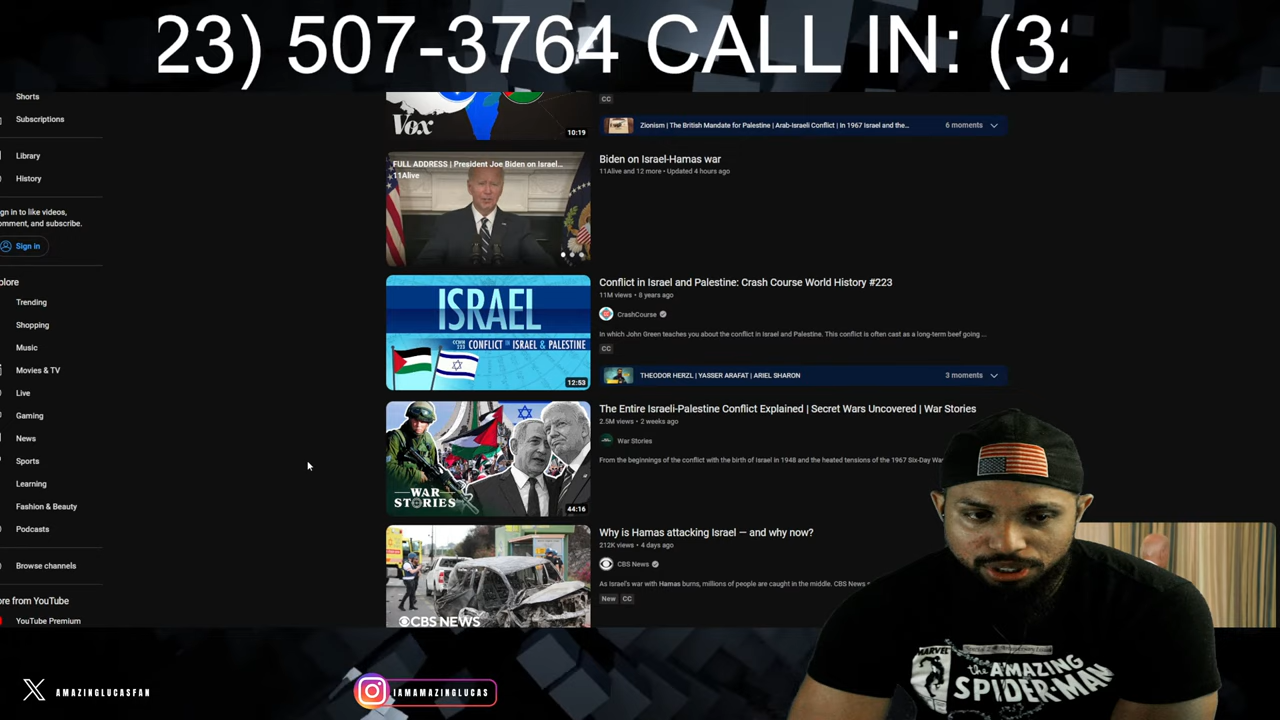 23) 507-3764 CALL IN: (32
Shorts
Subscriptions
Library
History
gn in to like videos,
omment, and subscribe.
Sign in
plore
Trending
Shopping
Music
Movies & TV
Live
Gaming
News
Sports
Learning
Fashion & Beauty
Podcasts
Browse channels
ore from YouTube
YouTube Premium
Vox
10:19
CC
Zionism | The British Mandate for Palestine | Arab-Israeli Conflict | In 1967 Israel and the...
6 moments
FULL ADDRESS | President Joe Biden on Israel...
11Alive
Biden on Israel-Hamas war
11Alive and 12 more • Updated 4 hours ago
ISRAEL
CCWH 223 CONFLICT IN ISRAEL & PALESTINE
12:53
Conflict in Israel and Palestine: Crash Course World History #223
11M views • 8 years ago
CrashCourse
In which John Green teaches you about the conflict in Israel and Palestine. This conflict is often cast as a long-term beef going ...
CC
THEODOR HERZL | YASSER ARAFAT | ARIEL SHARON
3 moments
WAR STORIES
44:16
The Entire Israeli-Palestine Conflict Explained | Secret Wars Uncovered | War Stories
2.5M views • 2 weeks ago
War Stories
From the beginnings of the conflict with the birth of Israel in 1948 and the heated tensions of the 1967 Six-Day Wa
CBS NEWS
Why is Hamas attacking Israel — and why now?
212K views • 4 days ago
CBS News
As Israel's war with Hamas burns, millions of people are caught in the middle. CBS News
New
CC
MARVEL
the AMAZING
SPIDER-MAN
AMAZINGLUCASFAN
IAMAMAZINGLUCAS